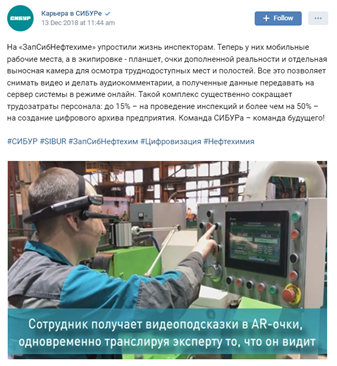 СИБУР
Карьера в СИБУРе
13 Dec 2018 at 11:44 am
+ Follow
На «ЗапСибНефтехиме» упростили жизнь инспекторам. Теперь у них мобильные
рабочие места, а в экипировке - планшет, очки дополненной реальности и отдельная
выносная камера для осмотра труднодоступных мест и полостей. Все это позволяет
снимать видео и делать аудиокомментарии, а полученные данные передавать на
сервер системы в режиме онлайн. Такой комплекс существенно сокращает
трудозатраты персонала: до 15% – на проведение инспекций и более чем на 50% –
на создание цифрового архива предприятия. Команда СИБУРа – команда будущего!
#СИБУР #SIBUR #ЗапСибНефтехим #Цифровизация #Нефтехимия
Сотрудник получает видеоподсказки в AR-очки,
одновременно транслируя эксперту то, что он видит